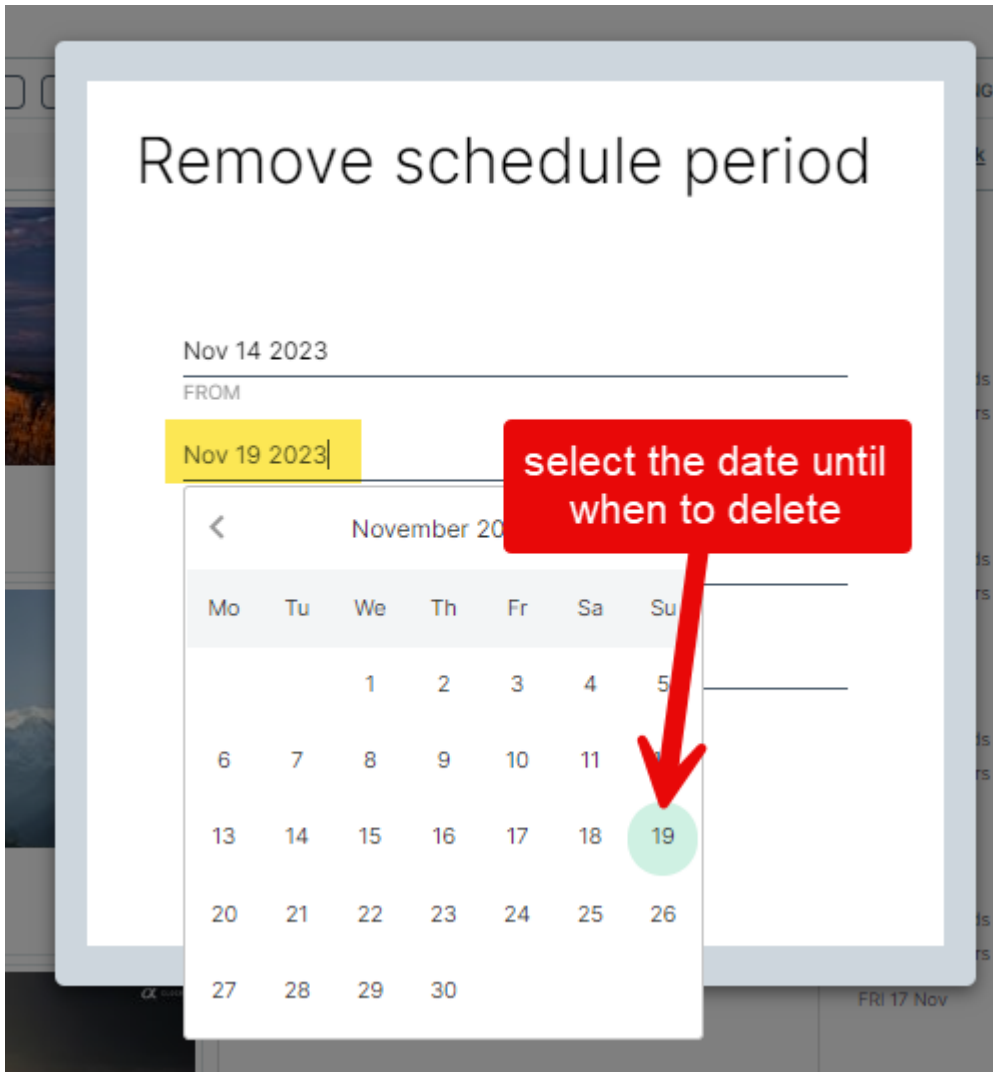 Remove schedule period
Nov 14 2023
FROM
Nov 19 2023
select the date until
when to delete
November
Mo Tu We Th Fr Sa Su
1 2 3 4 5
6 7 8 9 10 11
13 14 15 16 17 18 19
20 21 22 23 24 25 26
27 28 29 30
FRI 17 Nov